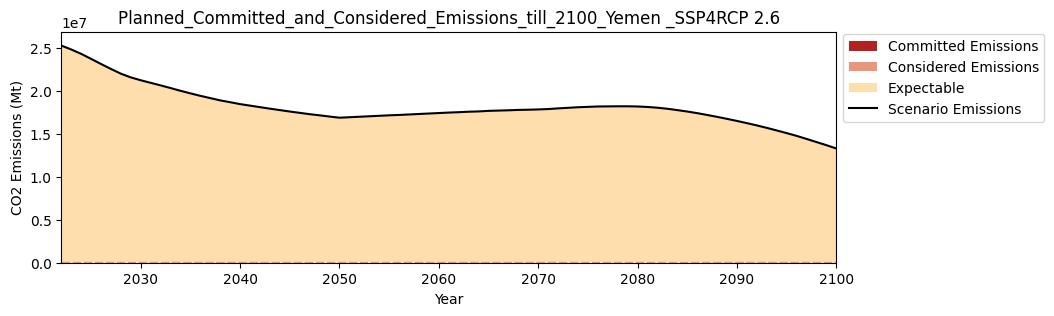 Planned_Committed_and_Considered_Emissions_till_2100_Yemen _SSP4RCP 2.6
1e7
2.5
2.0
1.5
1.0
0.5
0.0
CO2 Emissions (Mt)
2030 2040 2050 2060 2070 2080 2090 2100
Year
Committed Emissions
Considered Emissions
Expectable
Scenario Emissions